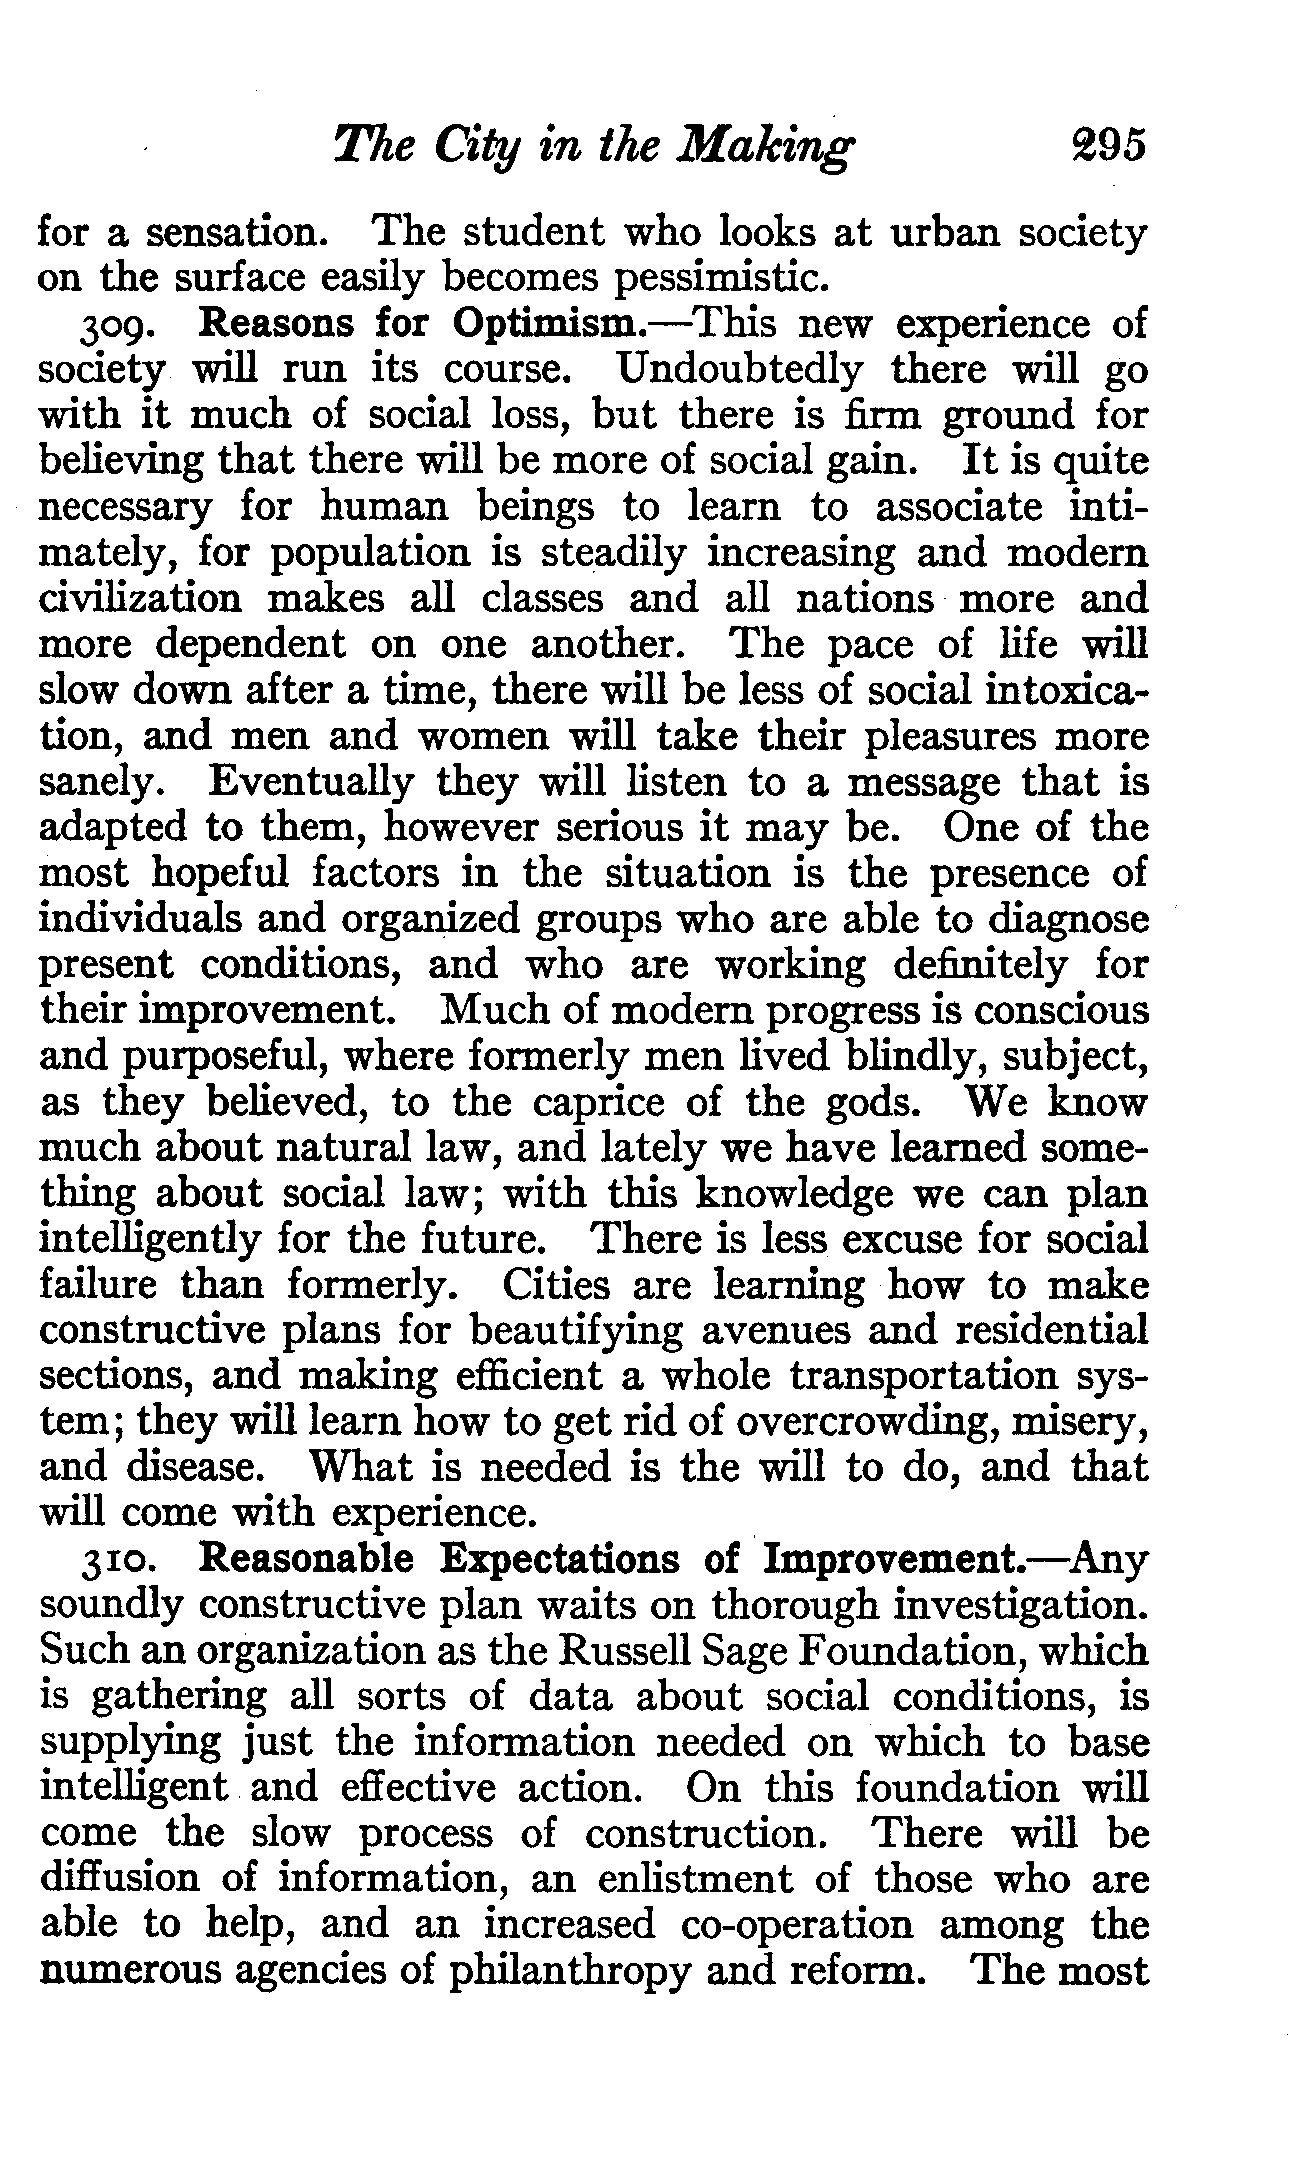 The City in the Making 295
for a sensation. The student who looks at urban society
on the surface easily becomes pessimistic.
309. Reasons for Optimism.—This new experience of
society will run its course. Undoubtedly there will go
with it much of social loss, but there is firm ground for
believing that there will be more of social gain. It is quite
necessary for human beings to learn to associate inti-
mately, for population is steadily increasing and modern
civilization makes all classes and all nations more and
more dependent on one another. The pace of life will
slow down after a time, there will be less of social intoxica-
tion, and men and women will take their pleasures more
sanely. Eventually they will listen to a message that is
adapted to them, however serious it may be. One of the
most hopeful factors in the situation is the presence of
individuals and organized groups who are able to diagnose
present conditions, and who are working definitely for
their improvement. Much of modern progress is conscious
and purposeful, where formerly men lived blindly, subject,
as they believed, to the caprice of the gods. We know
much about natural law, and lately we have learned some-
thing about social law; with this knowledge we can plan
intelligently for the future. There is less excuse for social
failure than formerly. Cities are learning how to make
constructive plans for beautifying avenues and residential
sections, and making efficient a whole transportation sys-
tem; they will learn how to get rid of overcrowding, misery,
and disease. What is needed is the will to do, and that
will come with experience.
310. Reasonable Expectations of Improvement.—Any
soundly constructive plan waits on thorough investigation.
Such an organization as the Russell Sage Foundation, which
is gathering all sorts of data about social conditions, is
supplying just the information needed on which to base
intelligent and effective action. On this foundation will
come the slow process of construction. There will be
diffusion of information, an enlistment of those who are
able to help, and an increased co-operation among the
numerous agencies of philanthropy and reform. The most